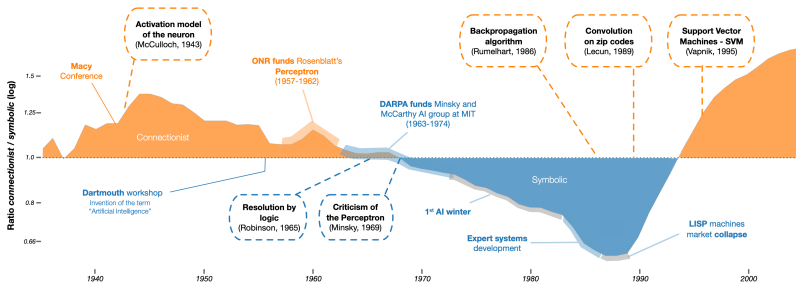 Activation model
of the neuron
(McCulloch, 1943)
Backpropagation
algorithm
(Rumelhart, 1986)
Convolution
on zip codes
(Lecun, 1989)
Support Vector
Machines - SVM
(Vapnik, 1995)
Macy
Conference
ONR funds Rosenblatt's
Perceptron
(1957-1962)
DARPA funds Minsky and
McCarthy AI group at MIT
(1963-1974)
Ratio connectionist / symbolic (log)
1.5
1.25
1.0
0.8
0.66
Connectionist
Symbolic
Dartmouth workshop
Invention of the term
"Artificial Intelligence"
Resolution by
logic
(Robinson, 1965)
Criticism of
the Perceptron
(Minsky, 1969)
1st AI winter
Expert systems
development
LISP machines
market collapse
1940
1950
1960
1970
1980
1990
2000